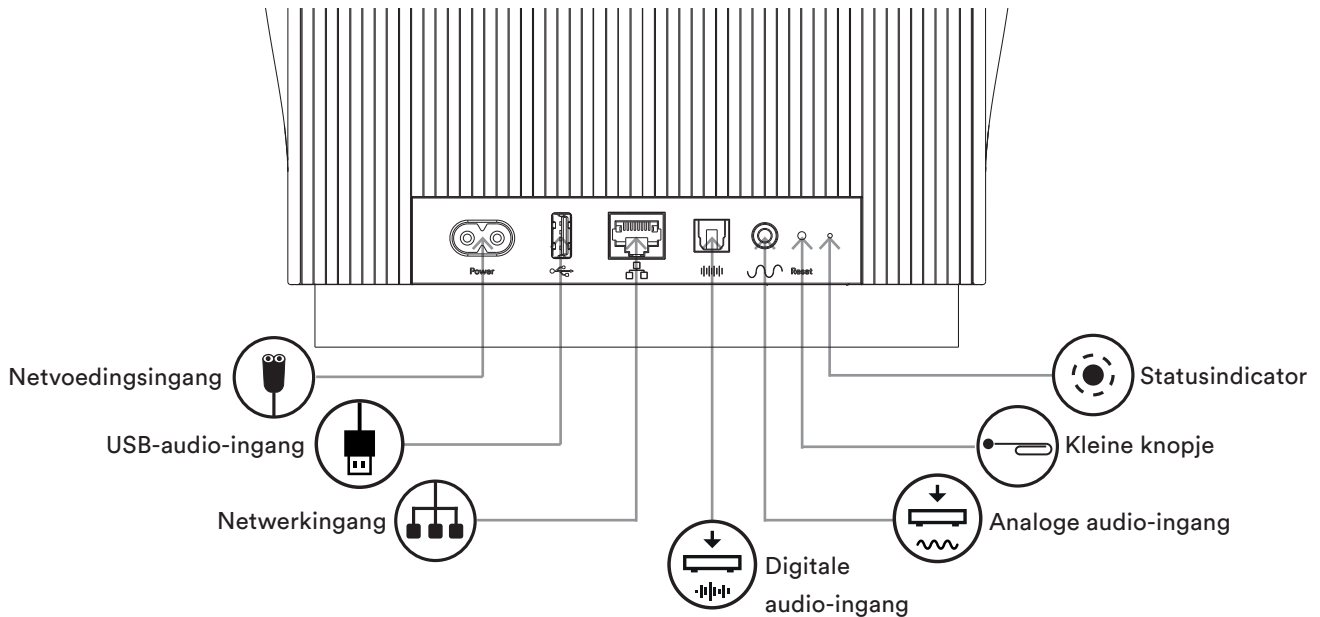 Power
Reset
Netvoedingsingang
Statusindicator
USB-audio-ingang
Kleine knopje
Netwerkingang
Analoge audio-ingang
Digitale
audio-ingang